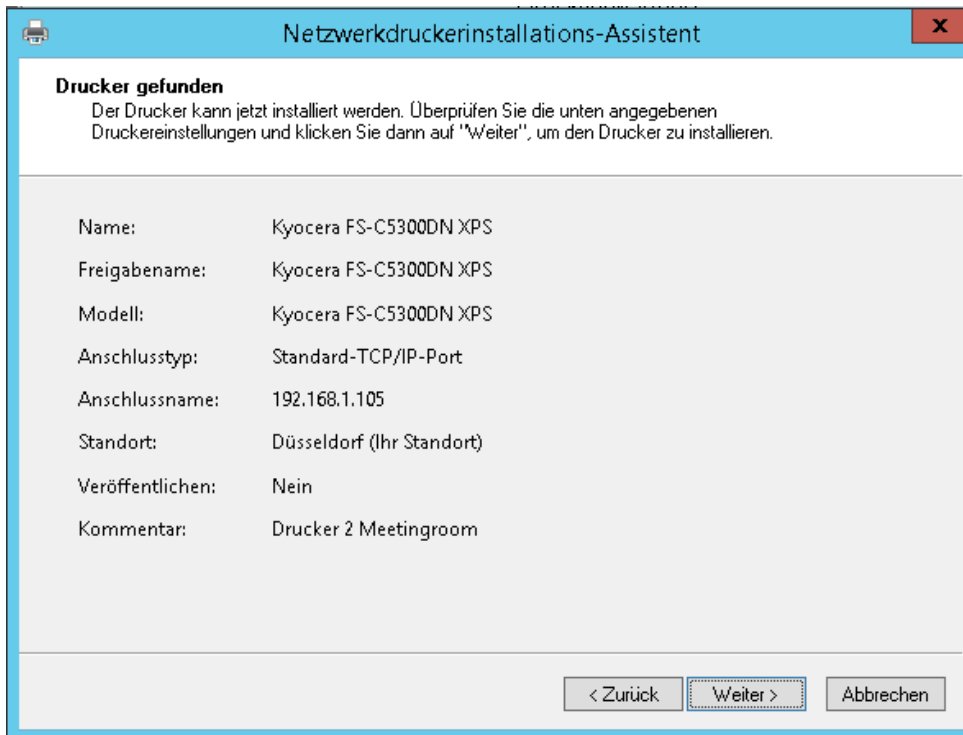 Netzwerkdruckerinstallations-Assistent
x
Drucker gefunden
Der Drucker kann jetzt installiert werden. Überprüfen Sie die unten angegebenen
Druckereinstellungen und klicken Sie dann auf "Weiter", um den Drucker zu installieren.
Name: Kyocera FS-C5300DN XPS
Freigabename: Kyocera FS-C5300DN XPS
Modell: Kyocera FS-C5300DN XPS
Anschlusstyp: Standard-TCP/IP-Port
Anschlussname: 192.168.1.105
Standort: Düsseldorf (Ihr Standort)
Veröffentlichen: Nein
Kommentar: Drucker 2 Meetingroom
< Zurück Weiter > Abbrechen